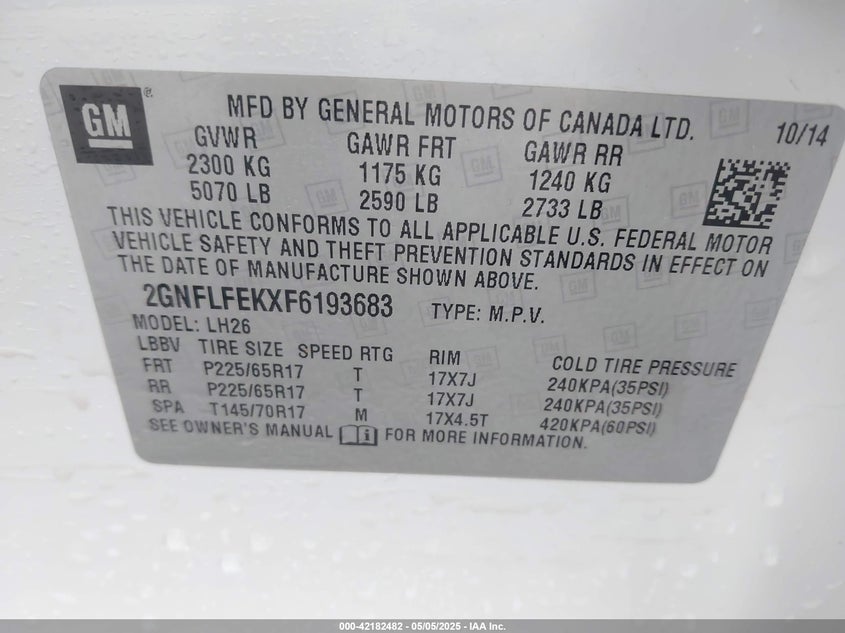 GM ®
MFD BY GENERAL MOTORS OF CANADA LTD. 10/14
GVWR GAWR FRT GAWR RR
2300 KG 1175 KG 1240 KG
5070 LB 2590 LB 2733 LB
THIS VEHICLE CONFORMS TO ALL APPLICABLE U.S. FEDERAL MOTOR
VEHICLE SAFETY AND THEFT PREVENTION STANDARDS IN EFFECT ON
THE DATE OF MANUFACTURE SHOWN ABOVE.
2GNFLFEKXF6193683 TYPE: M.P.V.
MODEL: LH26
LBBV TIRE SIZE SPEED RTG RIM COLD TIRE PRESSURE
FRT P225/65R17 T 17X7J 240KPA(35PSI)
RR P225/65R17 T 17X7J 240KPA(35PSI)
SPA T145/70R17 M 17X4.5T 420KPA(60PSI)
SEE OWNER'S MANUAL FOR MORE INFORMATION.
000-42182482 - 05/05/2025 - IAA Inc.